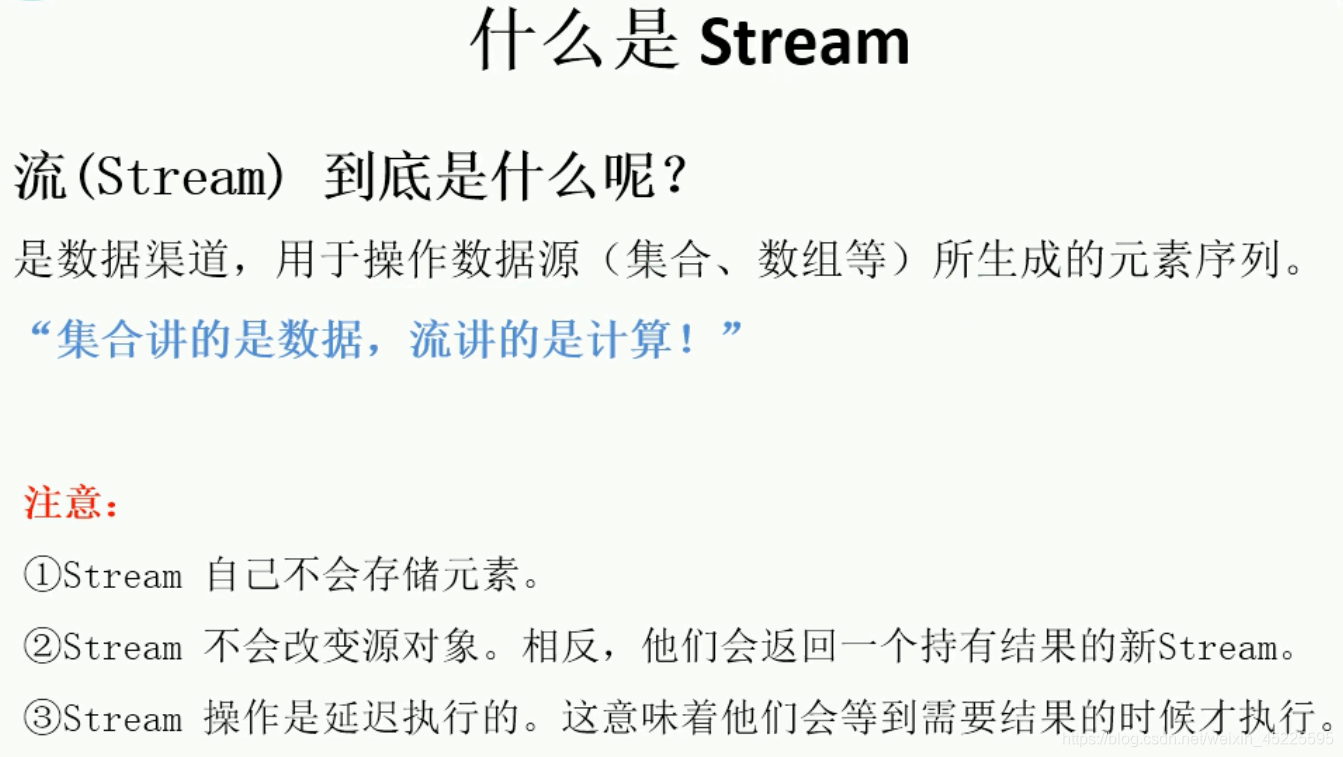 什么是 Stream
流(Stream) 到底是什么呢？
是数据渠道，用于操作数据源（集合、数组等）所生成的元素序列。
“集合讲的是数据，流讲的是计算！”
注意：
①Stream 自己不会存储元素。
②Stream 不会改变源对象。相反，他们会返回一个持有结果的新Stream。
③Stream 操作是延迟执行的。这意味着他们会等到需要结果的时候才执行。
https://blog.csdn.net/weixin_45225595